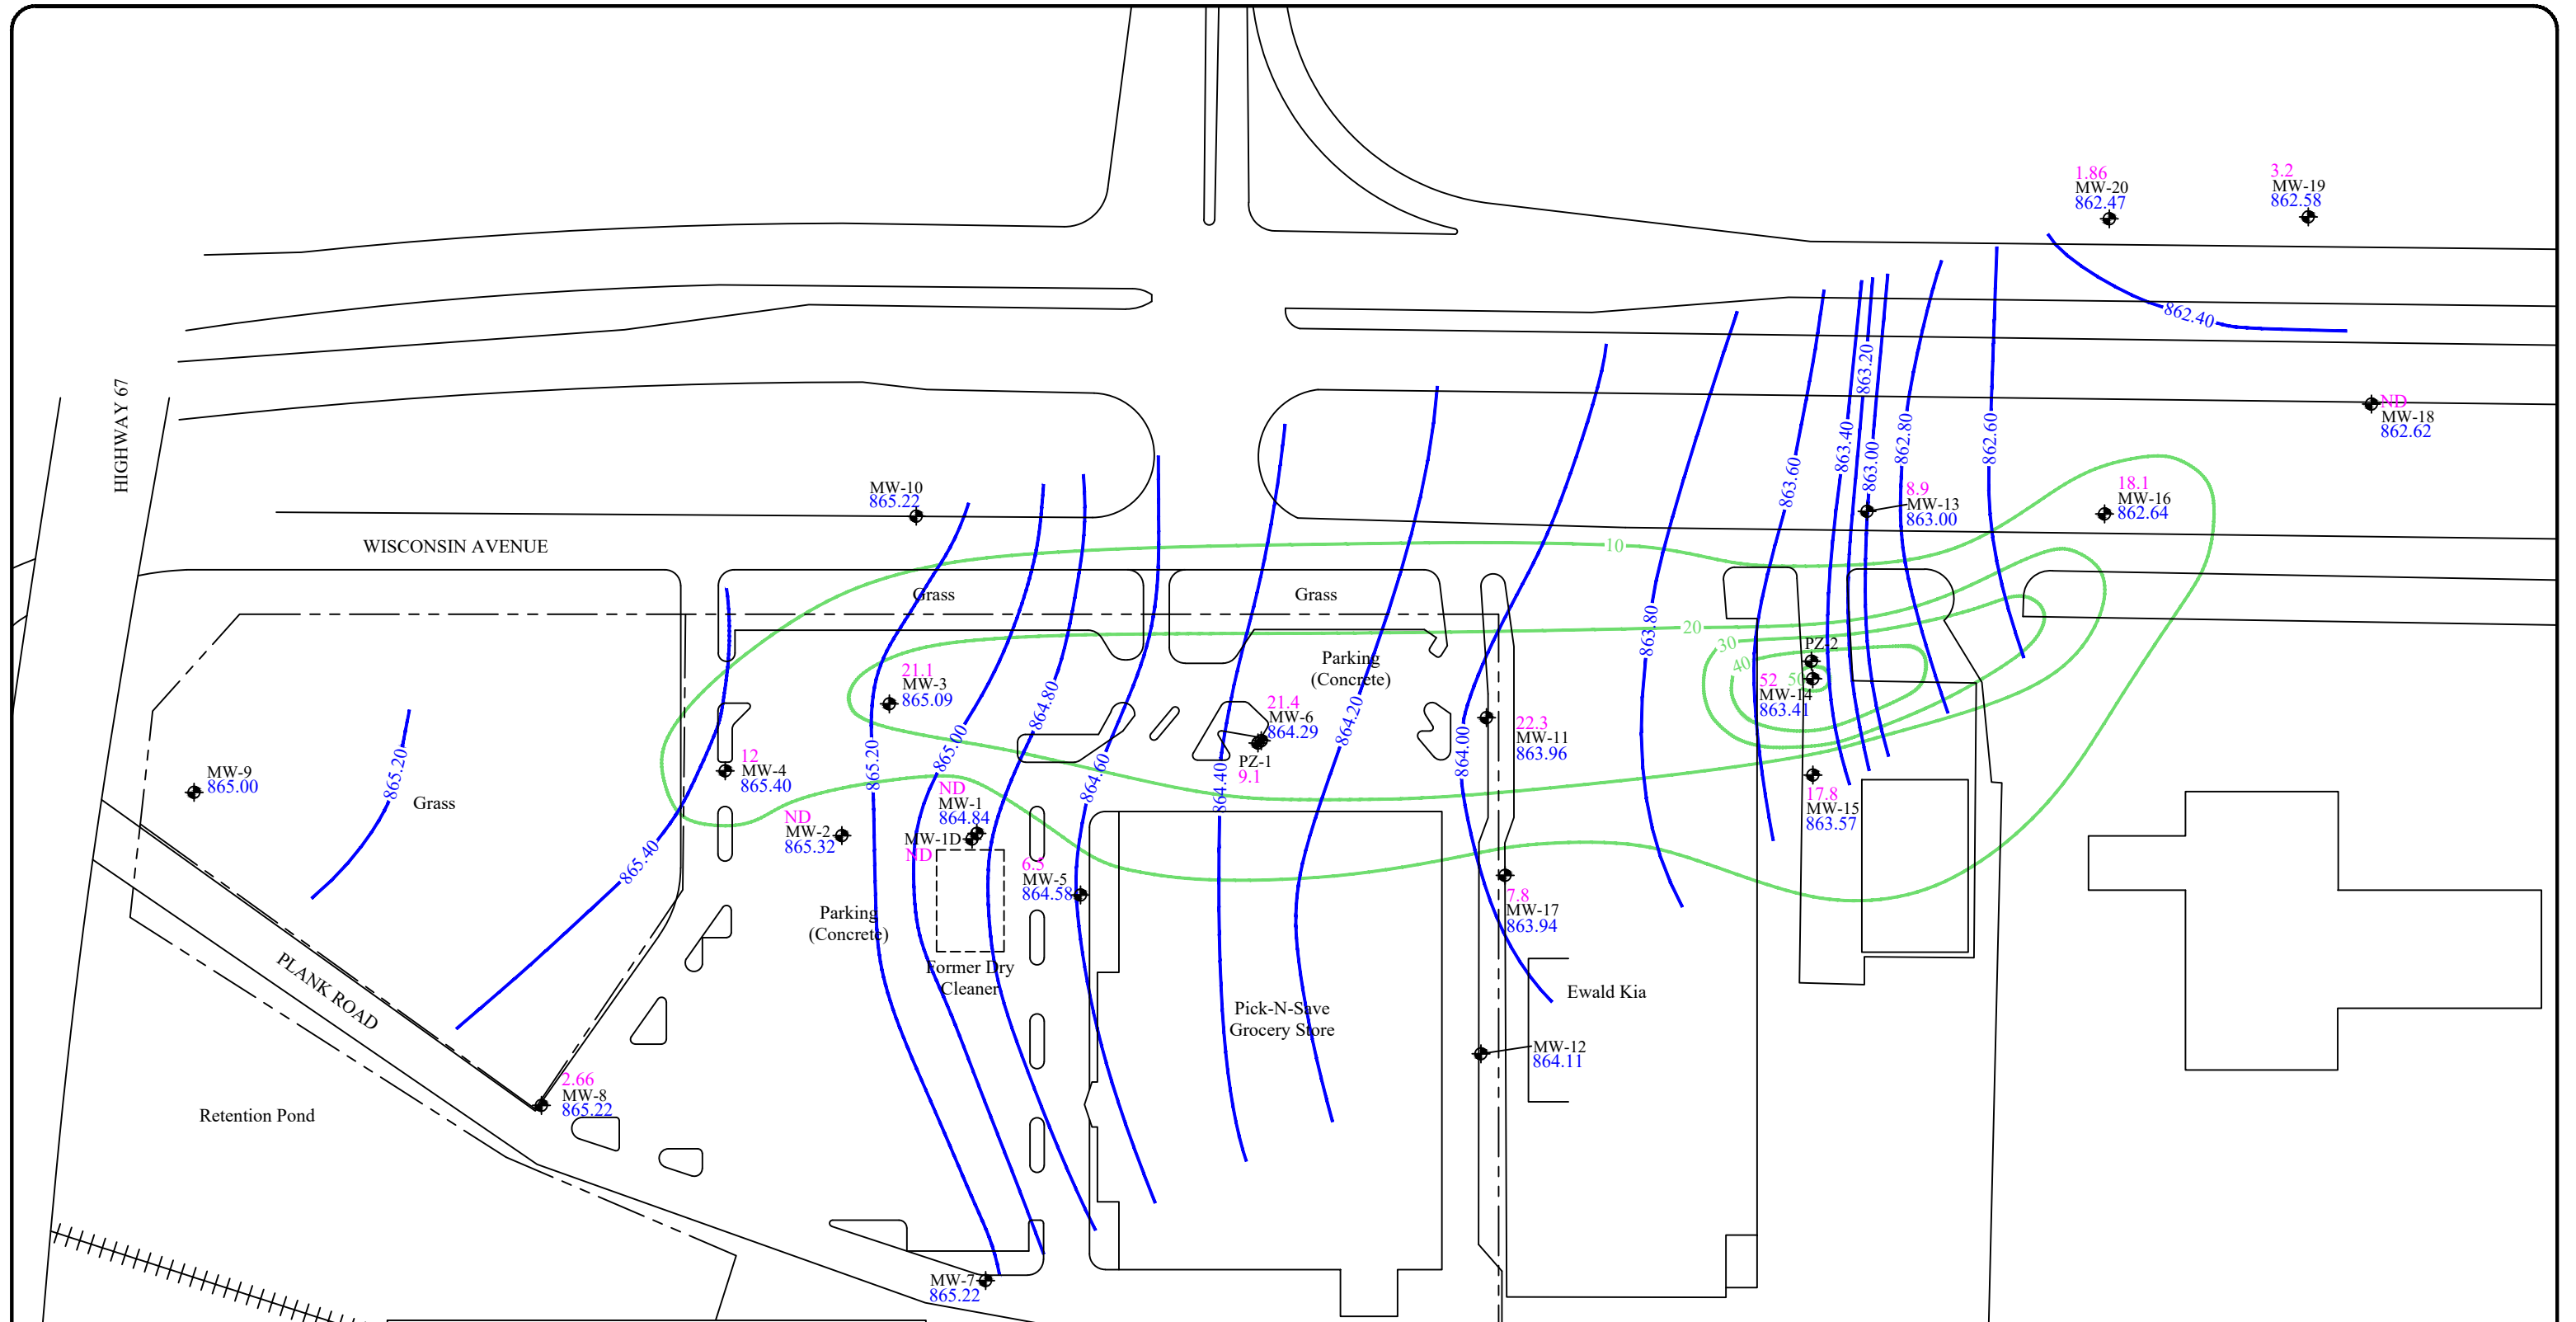 1.86
MW-20
862.47
3.2
MW-19
862.58
862.40
HIGHWAY 67
863.20
ND
MW-18
862.62
863.40
863.00
862.80
862.60
863.60
MW-10
865.22
8.9
MW-13
863.00
18.1
MW-16
862.64
WISCONSIN AVENUE
10
Grass
Grass
20
863.80
30
PZ-2
40
Parking
(Concrete)
21.1
MW-3
865.09
864.80
21.4
MW-6
864.29
864.20
52
50
MW-14
863.41
22.3
MW-11
863.96
865.20
865.00
864.00
PZ-1
9.1
12
MW-4
865.40
MW-9
865.00
865.20
864.60
864.40
Grass
ND
MW-1
864.84
ND
MW-2
865.32
MW-1D
ND
17.8
MW-15
863.57
865.40
6.5
MW-5
864.58
7.8
MW-17
863.94
Parking
(Concrete)
Former Dry
Cleaner
PLANK ROAD
Pick-N-Save
Grocery Store
Ewald Kia
MW-12
864.11
2.66
MW-8
865.22
Retention Pond
MW-7
865.22